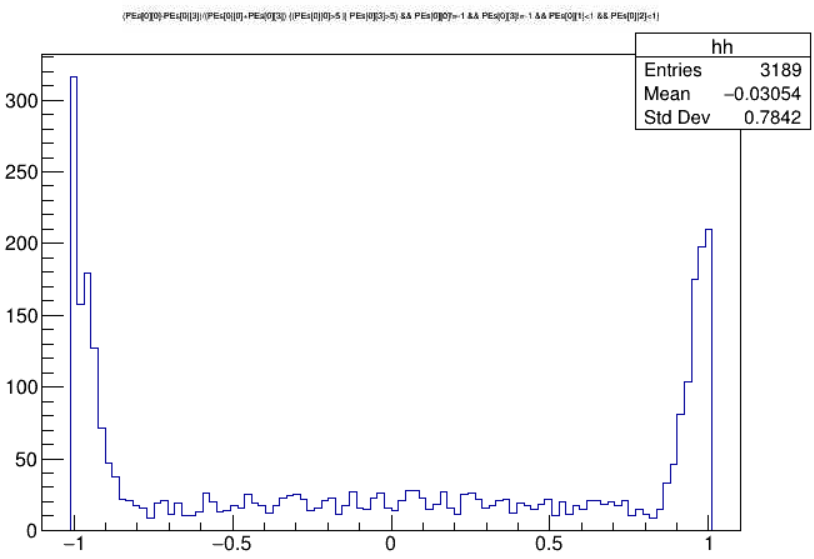 (PEs[0][0]-PEs[0][3])/(PEs[0][0]+PEs[0][3]) {(PEs[0][0]>5 || PEs[0][3]>5) && PEs[0][0]!=-1 && PEs[0][3]!=-1 && PEs[0][1]<1 && PEs[0][2]<1}
hh
Entries 3189
Mean −0.03054
Std Dev 0.7842
300
250
200
150
100
50
0
−1 −0.5 0 0.5 1